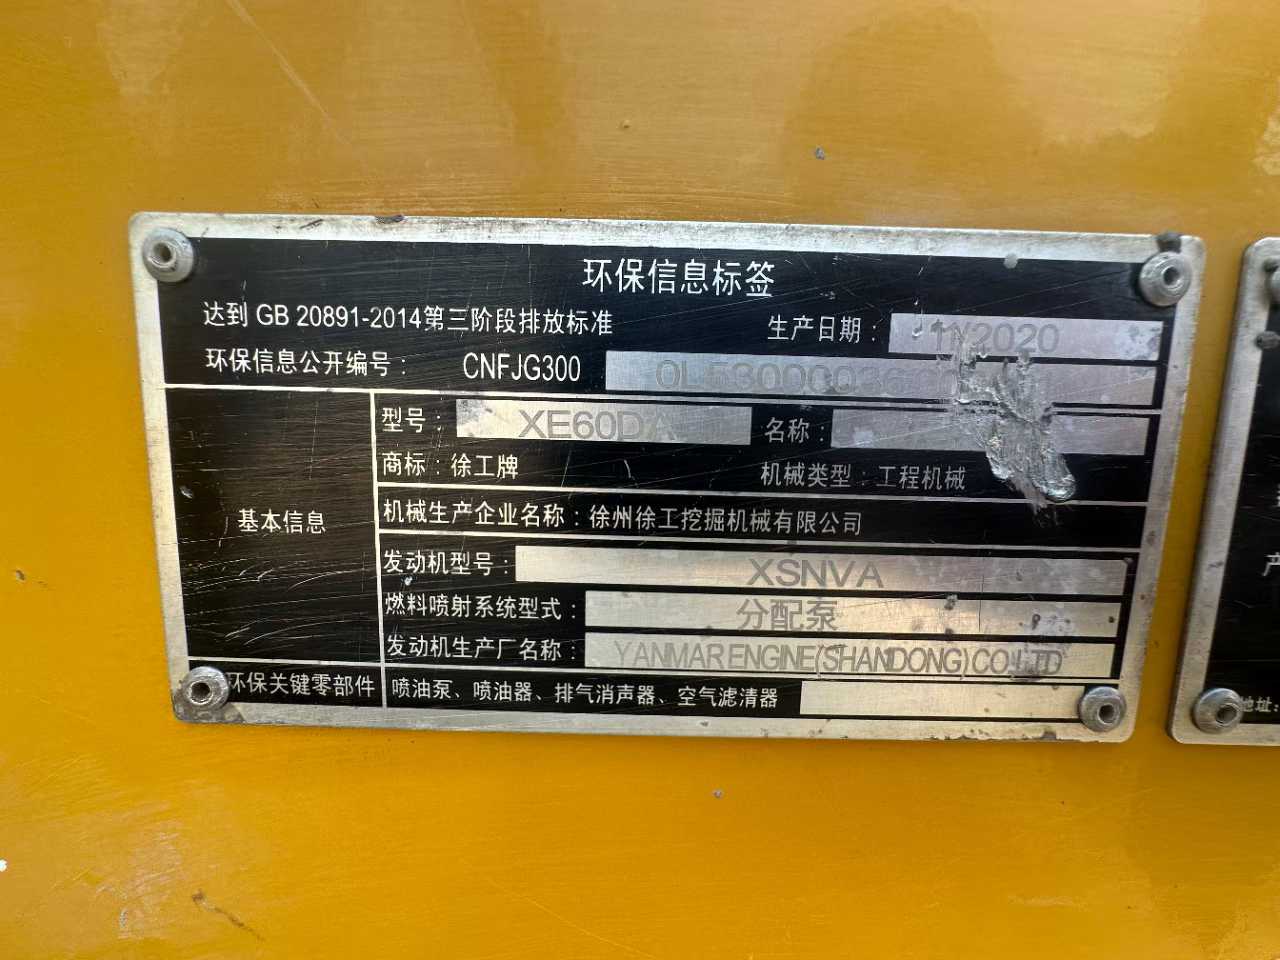 环保信息标签
达到 GB 20891-2014第三阶段排放标准 生产日期: 11/2020
环保信息公开编号: CNFJG300
基本信息
型号: XE60DA 名称:
商标: 徐工牌 机械类型: 工程机械
机械生产企业名称: 徐州徐工挖掘机械有限公司
发动机型号: XSNVA
燃料喷射系统型式: 分配泵
发动机生产厂名称: YANMAR ENGINE(SHANDONG)CO LTD
环保关键零部件 喷油泵、喷油器、排气消声器、空气滤清器
产
地址: